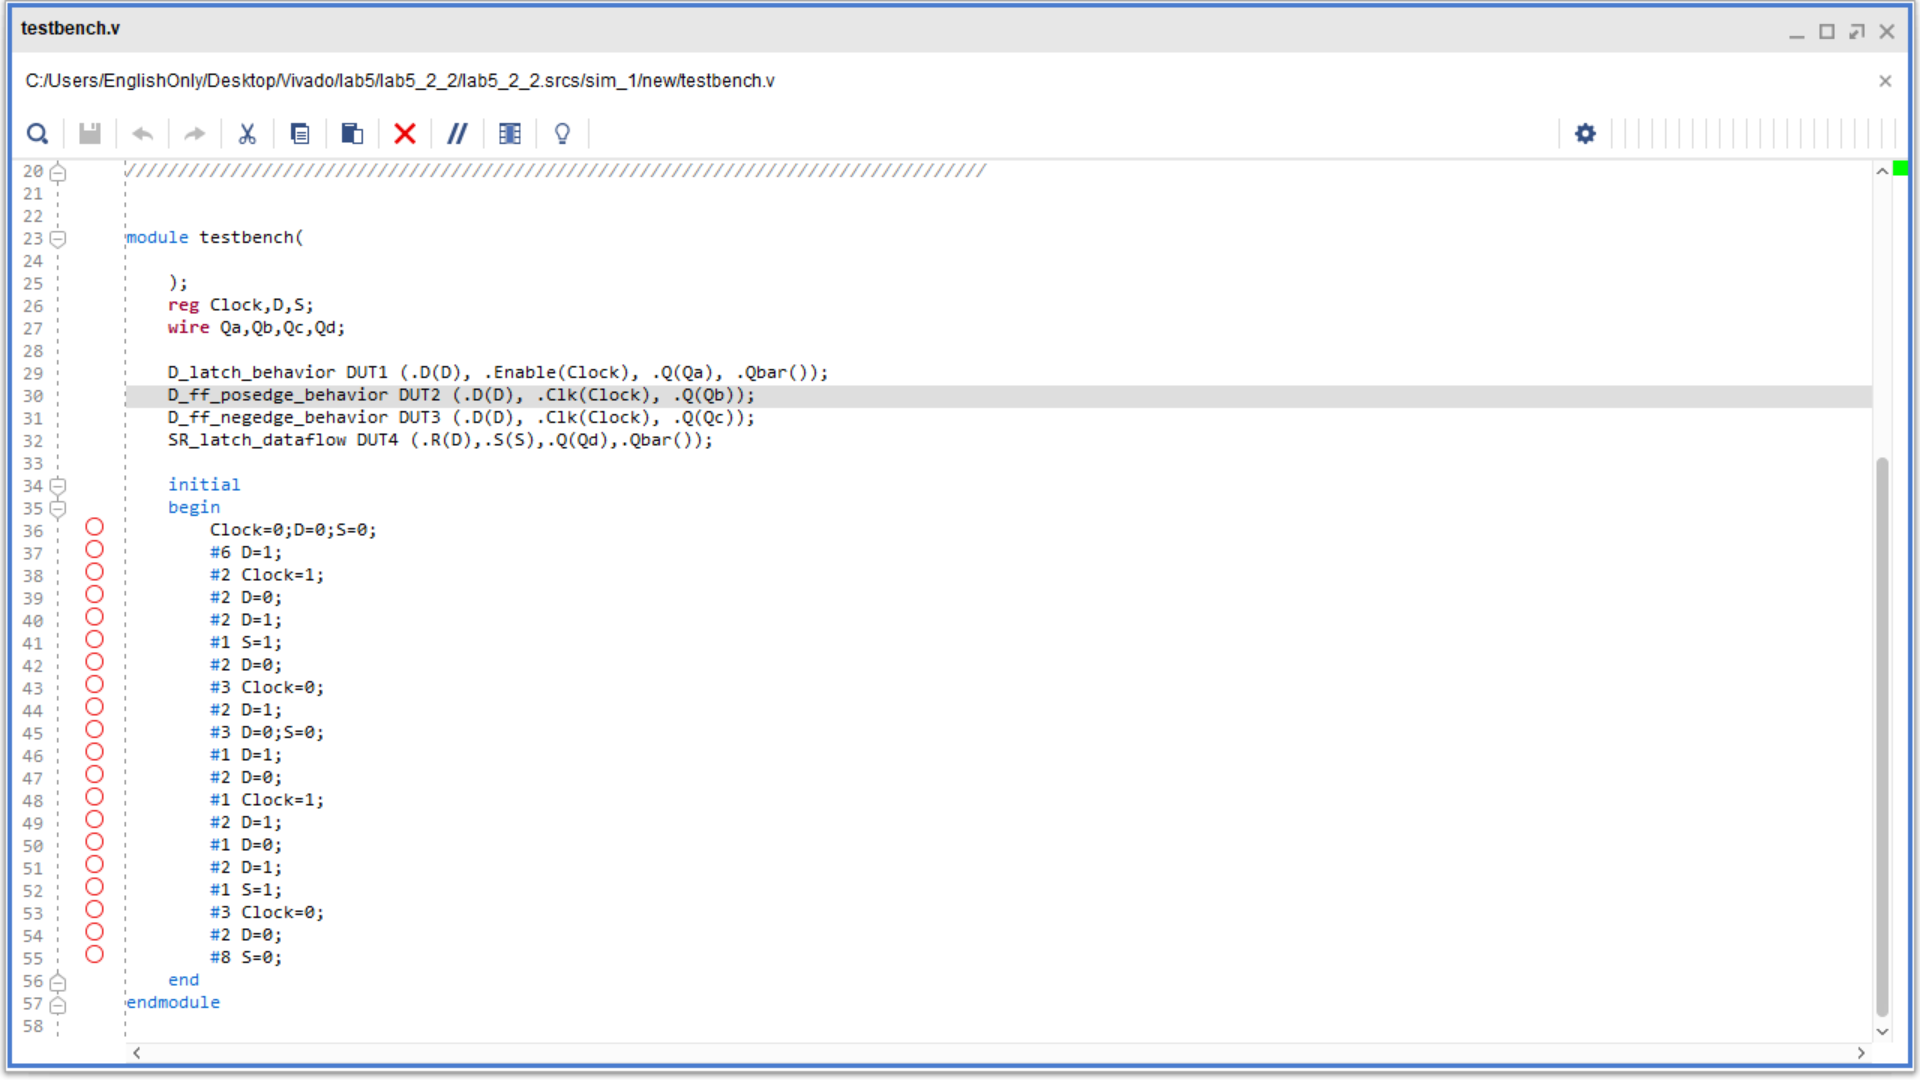 testbench.v
C:/Users/EnglishOnly/Desktop/Vivado/lab5/lab5_2_2/lab5_2_2.srcs/sim_1/new/testbench.v
20 //////////////////////////////////////////////////////////////////////////////////
21
22
23 module testbench(
24
25 );
26 reg Clock,D,S;
27 wire Qa,Qb,Qc,Qd;
28
29 D_latch_behavior DUT1 (.D(D), .Enable(Clock), .Q(Qa), .Qbar());
30 D_ff_posedge_behavior DUT2 (.D(D), .Clk(Clock), .Q(Qb));
31 D_ff_negedge_behavior DUT3 (.D(D), .Clk(Clock), .Q(Qc));
32 SR_latch_dataflow DUT4 (.R(D),.S(S),.Q(Qd),.Qbar());
33
34 initial
35 begin
36 Clock=0;D=0;S=0;
37 #6 D=1;
38 #2 Clock=1;
39 #2 D=0;
40 #2 D=1;
41 #1 S=1;
42 #2 D=0;
43 #3 Clock=0;
44 #2 D=1;
45 #3 D=0;S=0;
46 #1 D=1;
47 #2 D=0;
48 #1 Clock=1;
49 #2 D=1;
50 #1 D=0;
51 #2 D=1;
52 #1 S=1;
53 #3 Clock=0;
54 #2 D=0;
55 #8 S=0;
56 end
57 endmodule
58